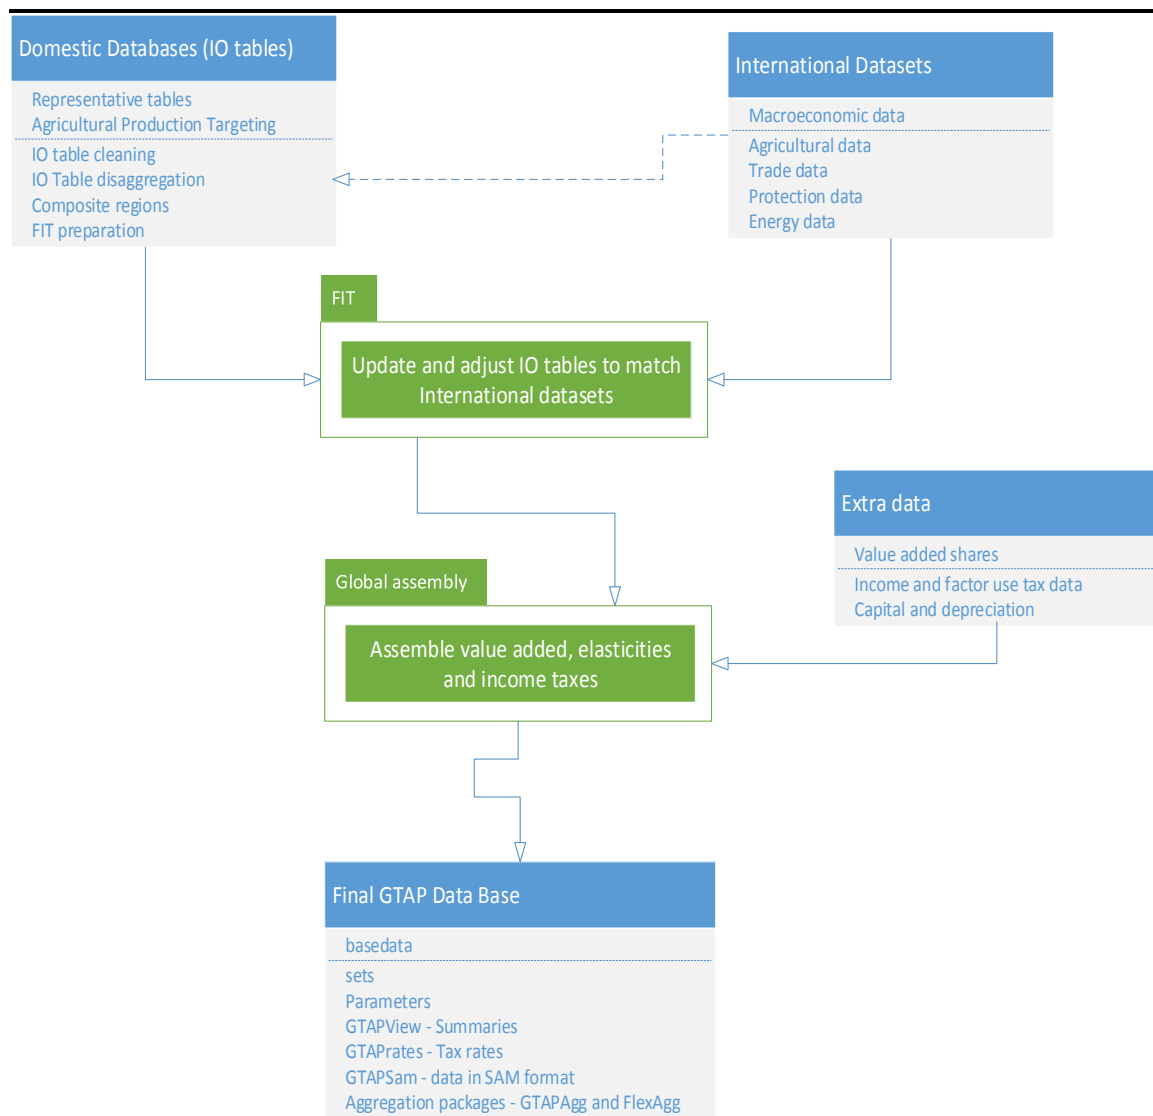 Domestic Databases (IO tables)
Representative tables
Agricultural Production Targeting
IO table cleaning
IO Table disaggregation
Composite regions
FIT preparation
International Datasets
Macroeconomic data
Agricultural data
Trade data
Protection data
Energy data
FIT
Update and adjust IO tables to match
International datasets
Extra data
Value added shares
Income and factor use tax data
Capital and depreciation
Global assembly
Assemble value added, elasticities
and income taxes
Final GTAP Data Base
basedata
sets
Parameters
GTAPView - Summaries
GTAPrates - Tax rates
GTAPSam - data in SAM format
Aggregation packages - GTAPAgg and FlexAgg